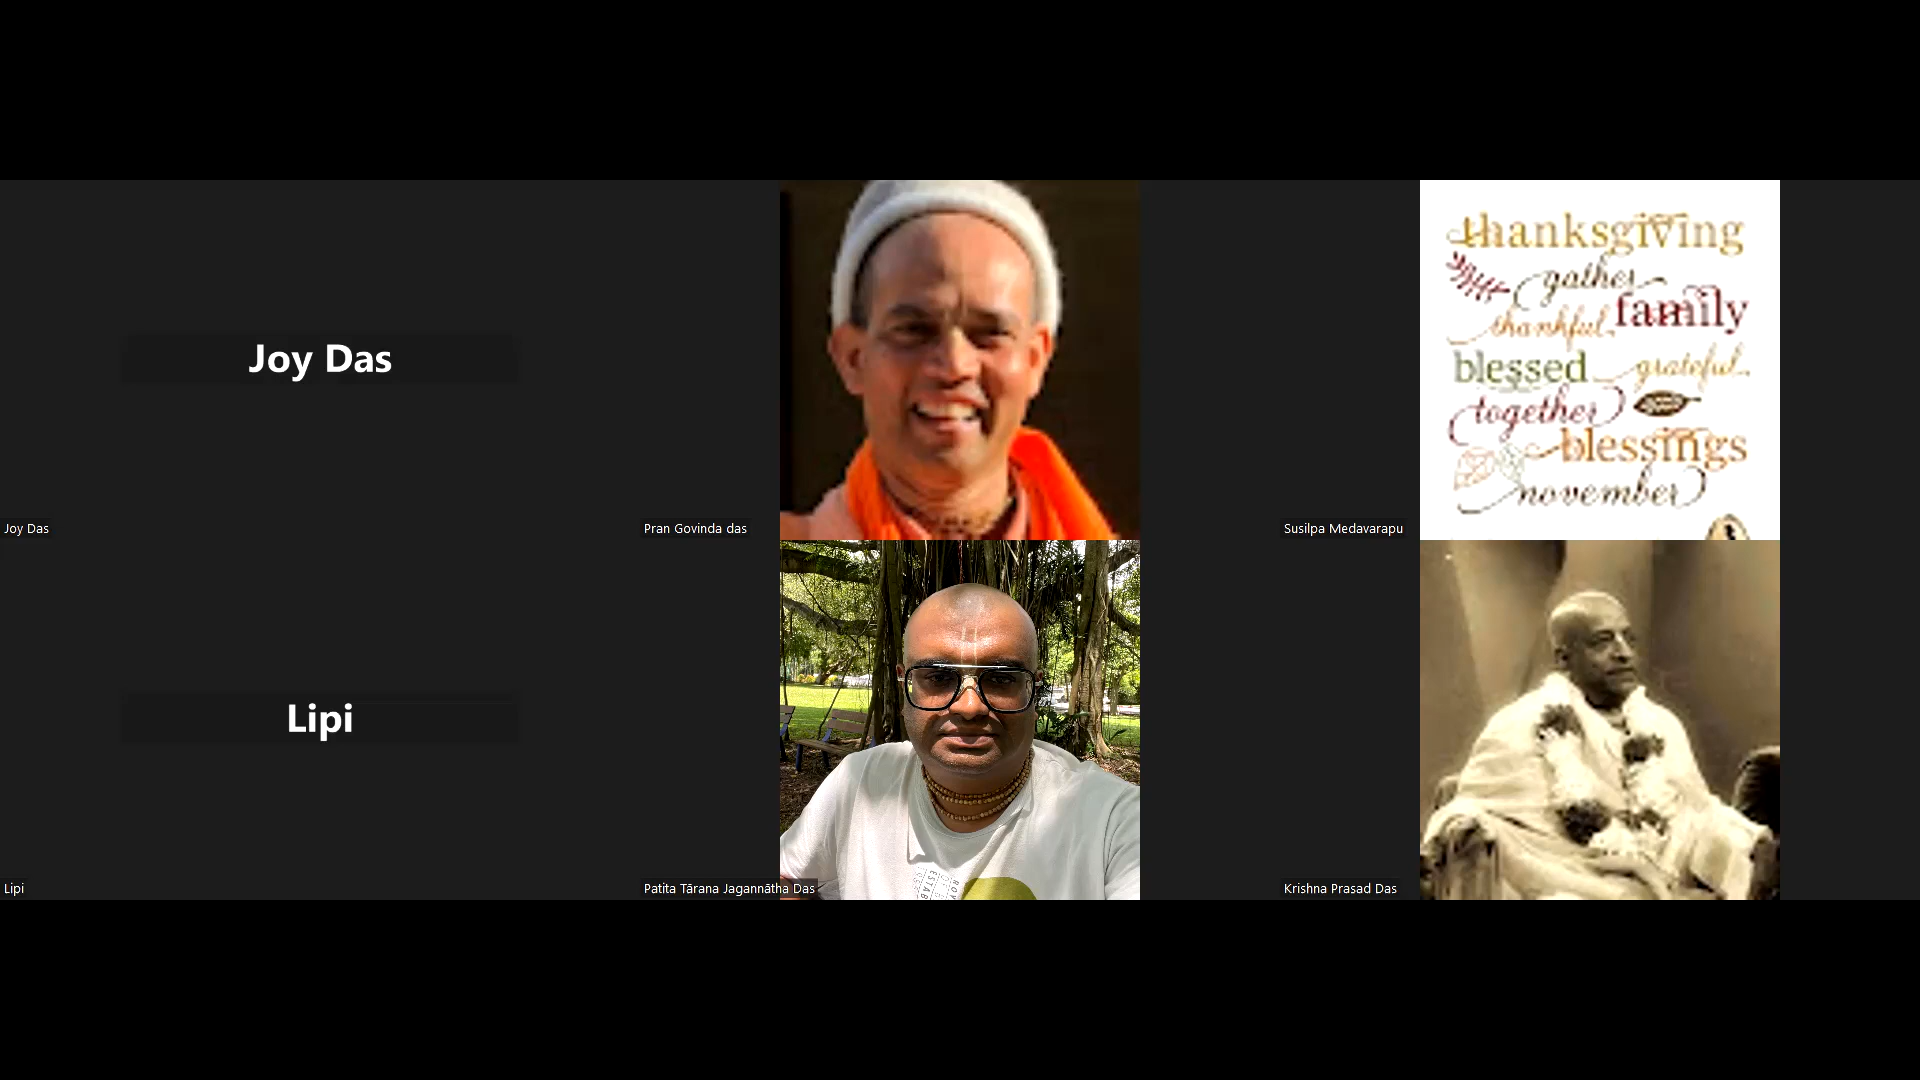 Joy Das
Joy Das
Pran Govinda das
thanksgiving
gather
thankful family
blessed grateful
together
blessings
november
Susilpa Medavarapu
Lipi
Lipi
ESTAB
Patita Tārana Jagannātha Das
Krishna Prasad Das